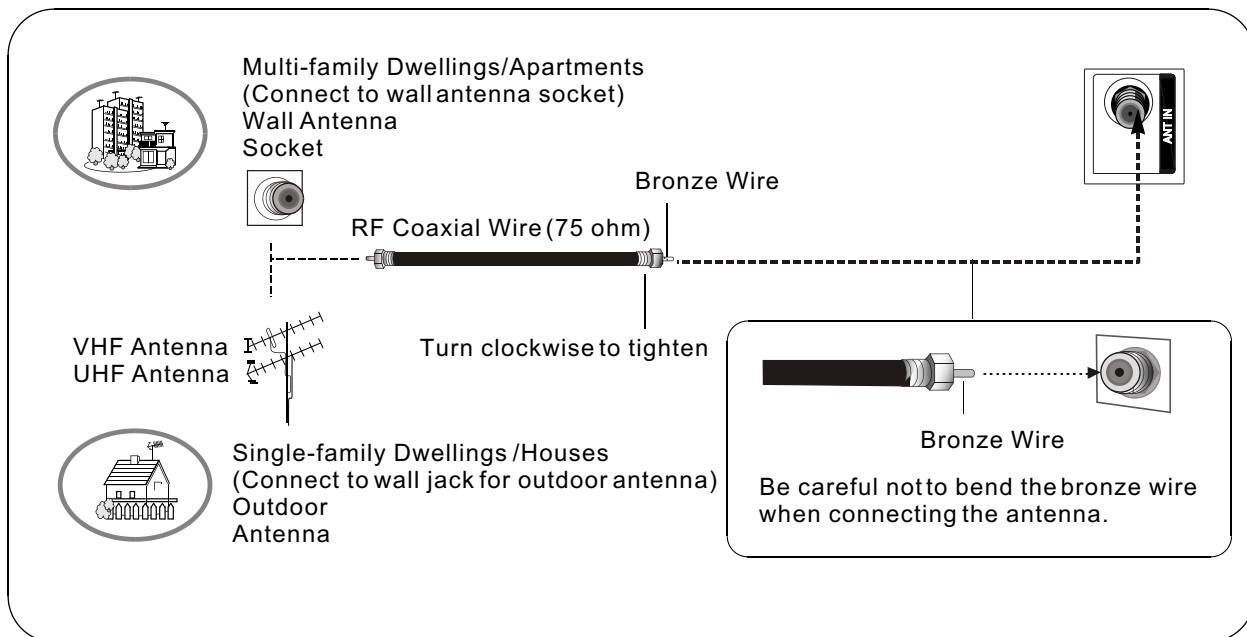 Multi-family Dwellings/Apartments
(Connect to wall antenna socket)
Wall Antenna
Socket
ANT IN
Bronze Wire
RF Coaxial Wire (75 ohm)
VHF Antenna
UHF Antenna
Turn clockwise to tighten
Bronze Wire
Be careful not to bend the bronze wire
when connecting the antenna.
Single-family Dwellings /Houses
(Connect to wall jack for outdoor antenna)
Outdoor
Antenna